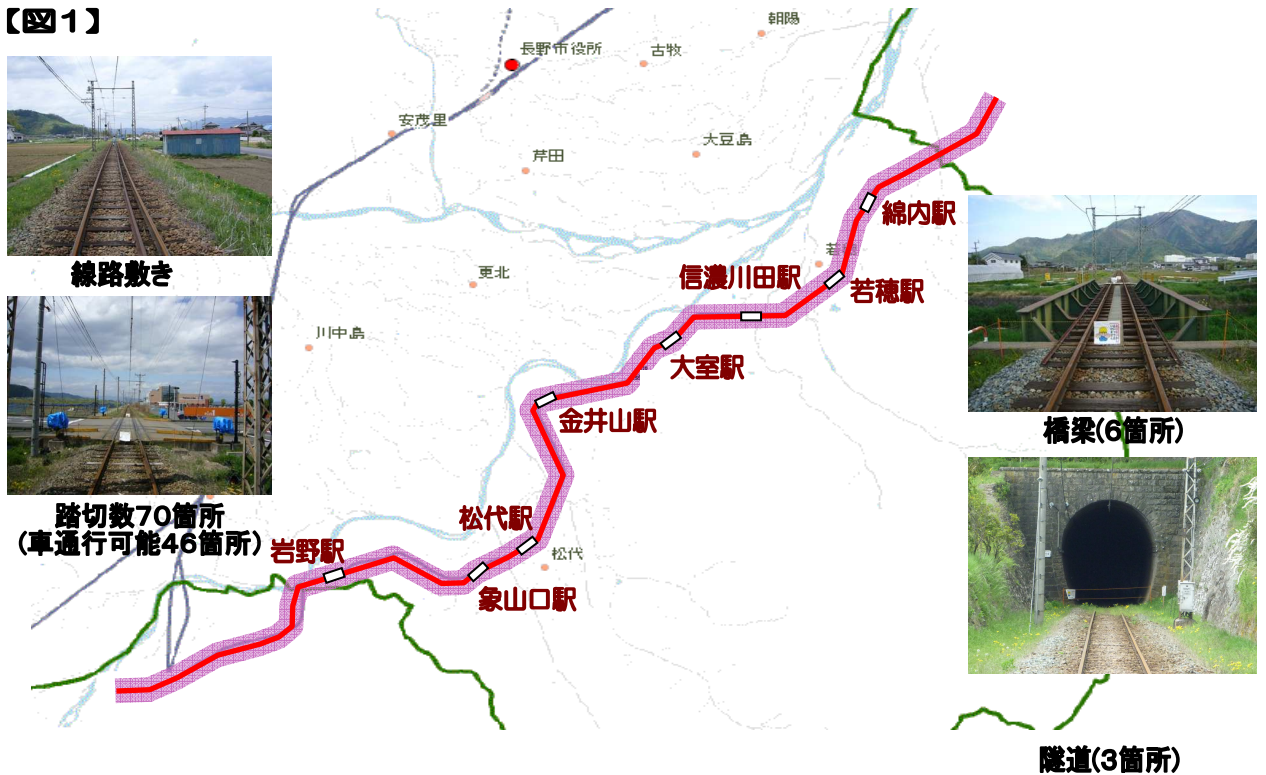 【図1】
朝陽
長野市役所
古牧
安茂里
大豆島
芹田
綿内駅
線路敷き
更北
信濃川田駅
若穂駅
川中島
大室駅
金井山駅
橋梁(6箇所)
踏切数70箇所
(車通行可能46箇所)
松代駅
岩野駅
松代
象山口駅
隧道(3箇所)